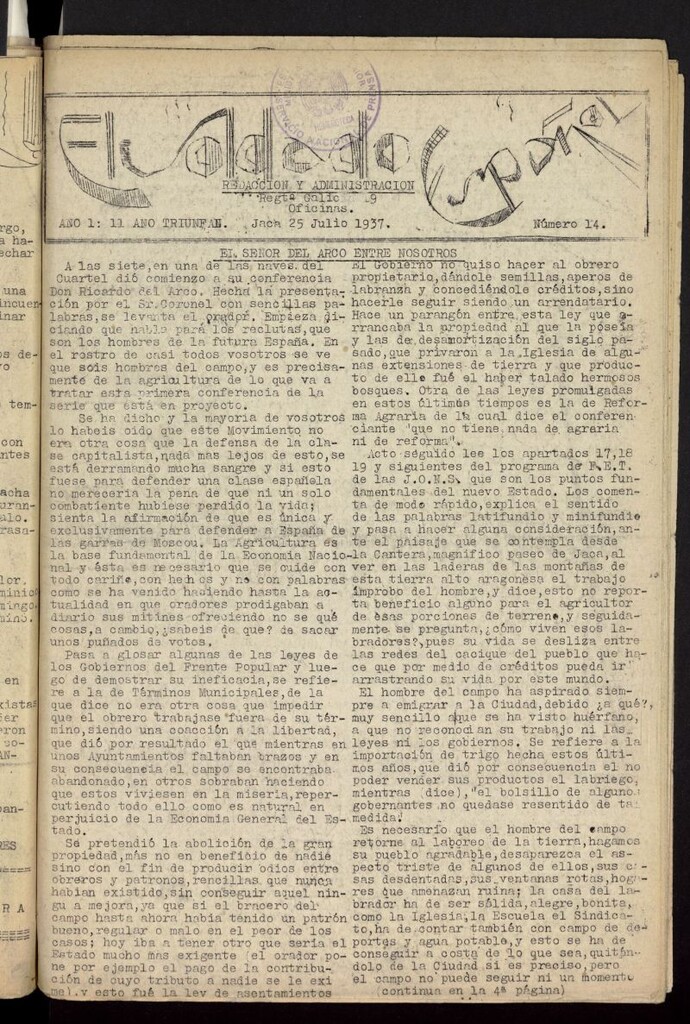 El Soldado Español
REDACCION Y ADMINISTRACION
Regtº Galic 19
Oficinas.
AÑO 1: 11 AÑO TRIUNFAL. Jaca 25 Julio 1937. Número 14.
EL SEÑOR DEL ARCO ENTRE NOSOTROS
A las siete,en una de las naves del
Cuartel dió comienzo a su conferencia
Don Ricardo del Arco. Hecha la presenta-
ción por el Sr.Coronel con sencillas pa-
labras,se levanta el orador. Empieza di-
ciando que habla para los reclutas,que
son los hombres de la futura España. En
el rostro de casi todos vosotros se ve
que sois hombres del campo,y es precisa-
mente de la agricultura de lo que va a
tratar esta primera conferencia de la
serie que está en proyecto.
Se ha dicho y la mayoria de vosotros
lo habeis oido que este Movimiento no
era otra cosa que la defensa de la cla-
se capitalista,nada mas lejos de esto,se
está derramando mucha sangre y si esto
fuese para defender una clase española
no mereceria la pena de que ni un solo
combatiente hubiese perdido la vida;
sienta la afirmación de que es única y
exclusivamente para defender a España de
las garras de Moscou. La Agricultura es
la base fundamental de la Economia Nacio-
nal y ésta es necesario que se cuide con
todo cariño,con hechos y no con palabras
como se ha venido haciendo hasta la ac-
tualidad en que oradores prodigaban a
diario sus mitines ofreciendo no se qué
cosas,a cambio,¿sabeis de que? de sacar
unos puñados de votos.
Pasa a glosar algunas de las leyes de
los Gobiernos del Frente Popular y lue-
go de demostrar su ineficacia,se refie-
re a la de Términos Municipales,de la
que dice no era otra cosa que impedir
que el obrero trabajase fuera de su tér-
mino,siendo una coacción a la libertad,
que dió por resultado el que mientras en
unos Ayuntamientos faltaban brazos y en
su consecuencia el campo se encontraba
abandonado,en otros sobraban haciendo
que estos viviesen en la miseria,reper-
cutiendo todo ello como es natural en
perjuicio de la Economia General del Es-
tado.
Se pretendió la abolición de la gran
propiedad,más no en beneficio de nadie
sino con el fin de producir odios entre
obreros y patronos,rencillas que nunca
habian existido,sin conseguir aquel nin-
gu a mejora,ya que si el bracero del
campo hasta ahora habia tenido un patrón
bueno,regular o malo en el peor de los
casos; hoy iba a tener otro que seria el
Estado mucho mas exigente (el orador po-
ne por ejemplo el pago de la contribu-
ción de cuyo tributo a nadie se le exi
me).y esto fué la ley de asentamientos
El Gobierno no quiso hacer al obrero
propietario,dándole semillas,aperos de
labranza y concediéndole créditos,sino
hacerle seguir siendo un arrendatario.
Hace un parangón entre esta ley que a-
rrancaba la propiedad al que la poseía
y las de desamortización del siglo pa-
sado,que privaron a la Iglesia de algu-
nas extensiones de tierra y que produc-
to de ello fué el haber talado hermosos
bosques. Otra de las leyes promulgadas
en estos últimos tiempos es la de Refor-
ma Agraria de la cual dice el conferen-
ciante "que no tiene nada de agraria
ni de reforma".
Acto seguido lee los apartados 17,18
19 y siguientes del programa de F.E.T.
de las J.O.N.S. que son los puntos fun-
damentales del nuevo Estado. Los comen-
ta de modo rápido,explica el sentido
de las palabras latifundio y minifundio
y pasa a hacer alguna consideración,an-
te el paisaje que se contempla desde
la Cantera,magnifico paseo de Jaca,al
ver en las laderas de las montañas de
esta tierra alto aragonesa el trabajo
improbo del hombre,y dice,esto no repor-
ta beneficio alguno para el agricultor
de esas porciones de terreno,y seguida-
mente se pregunta;¿cómo viven esos la-
bradores?,pues su vida se desliza entre
las redes del cacique del pueblo que ha-
ce que por medio de créditos pueda ir
arrastrando su vida por este mundo.
El hombre del campo ha aspirado siem-
pre a emigrar a la Ciudad,debido ¿a qué?,
muy sencillo aque se ha visto huérfano,
a que no reconocian su trabajo ni las
leyes ni los gobiernos. Se refiere a la
importación de trigo hecha estos últi-
mos años,que dió por consecuencia el no
poder vender sus productos el labriego,
mientras (dice),"el bolsillo de algunos
gobernantes no quedase resentido de tal
medida.
Es necesario que el hombre del campo
retorne al laboreo de la tierra,hagamos
su pueblo agradable,desaparezca el as-
pecto triste de algunos de ellos,sus ca-
sas desdentadas,sus ventanas rotas,hoga-
res que amenazan ruina; la casa del la-
brador ha de ser sólida,alegre,bonita,
como la Iglesia,la Escuela el Sindica-
to,ha de contar también con campo de de-
portes y agua potable,y esto se ha de
conseguir a costa de lo que sea,quitán-
dolo de la Ciudad si es preciso,pero
el campo no puede seguir ni un momento
(continua en la 4ª página)